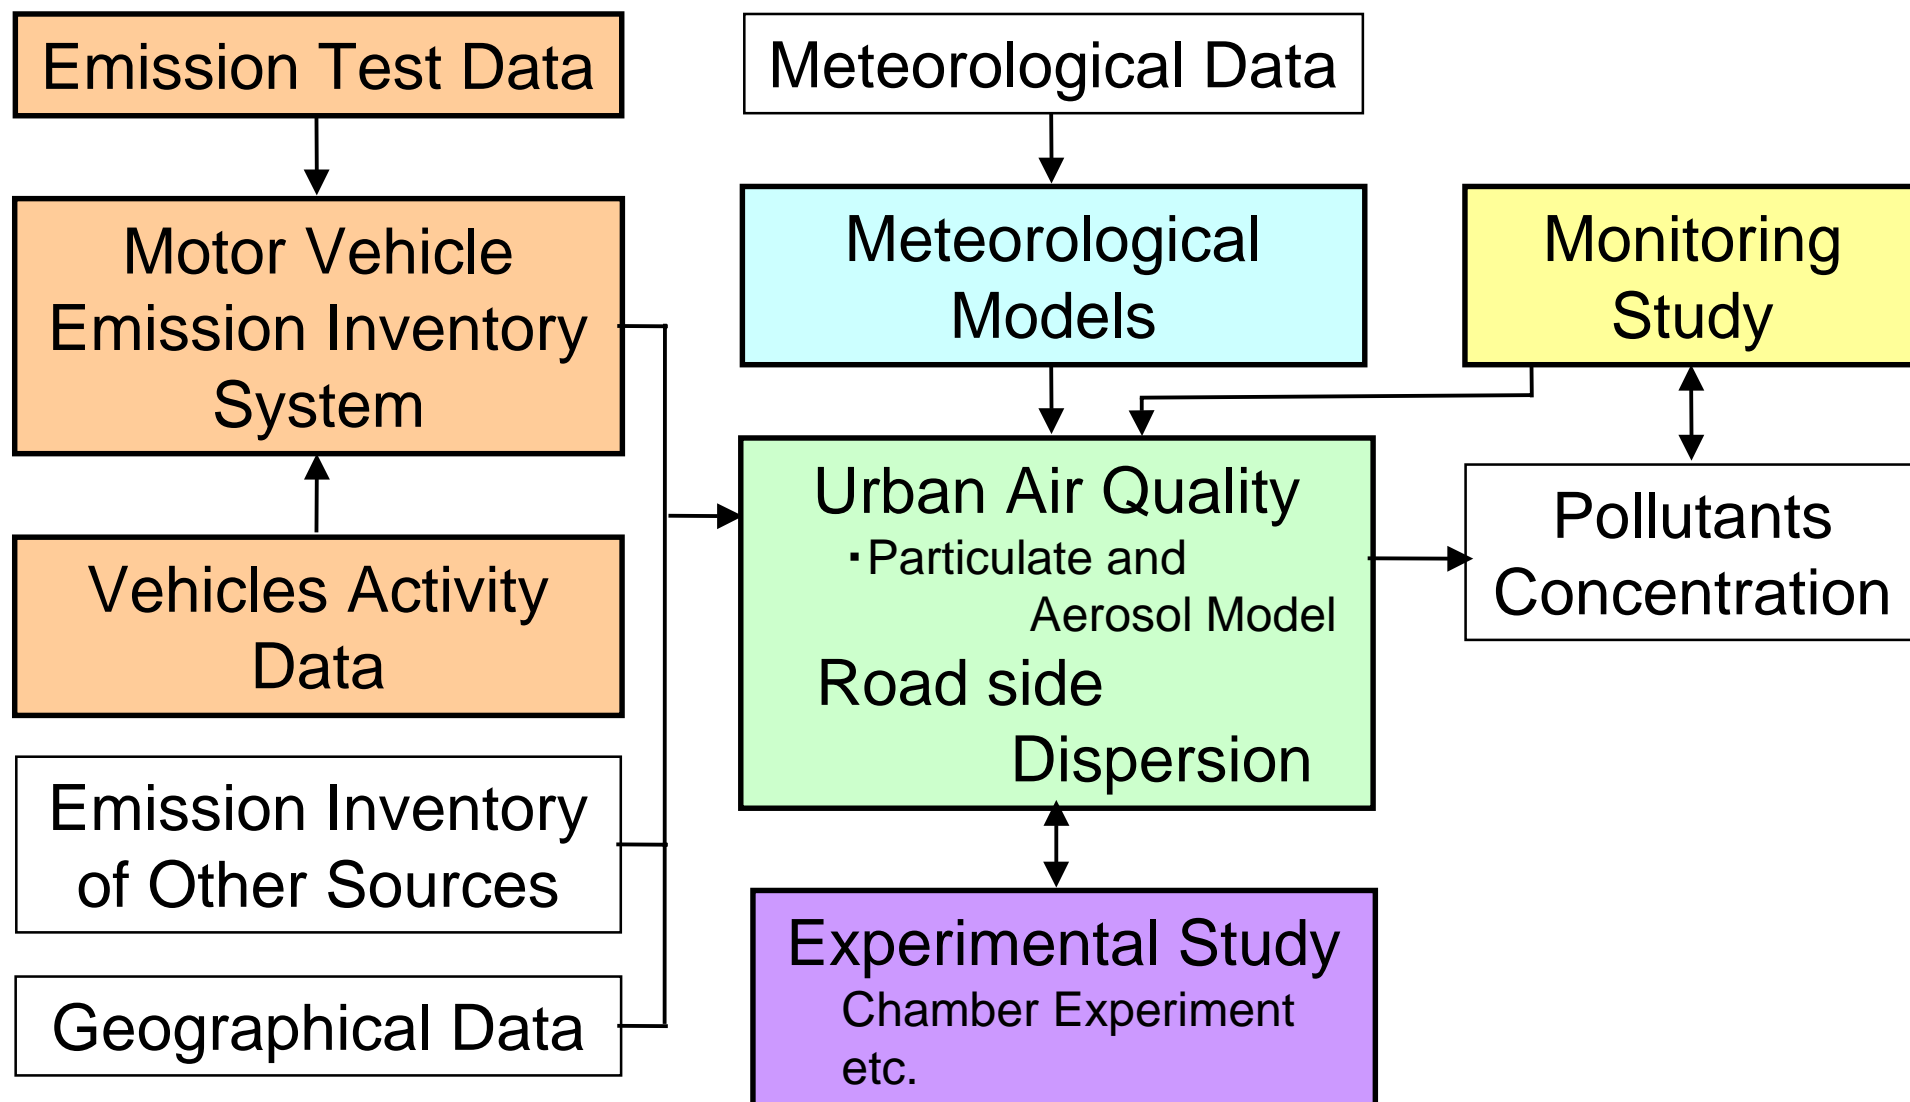 Emission Test Data
Meteorological Data
Motor Vehicle
Emission Inventory
System
Meteorological
Models
Monitoring
Study
Vehicles Activity
Data
Urban Air Quality
・Particulate and
Aerosol Model
Road side
Dispersion
Pollutants
Concentration
Emission Inventory
of Other Sources
Geographical Data
Experimental Study
Chamber Experiment
etc.